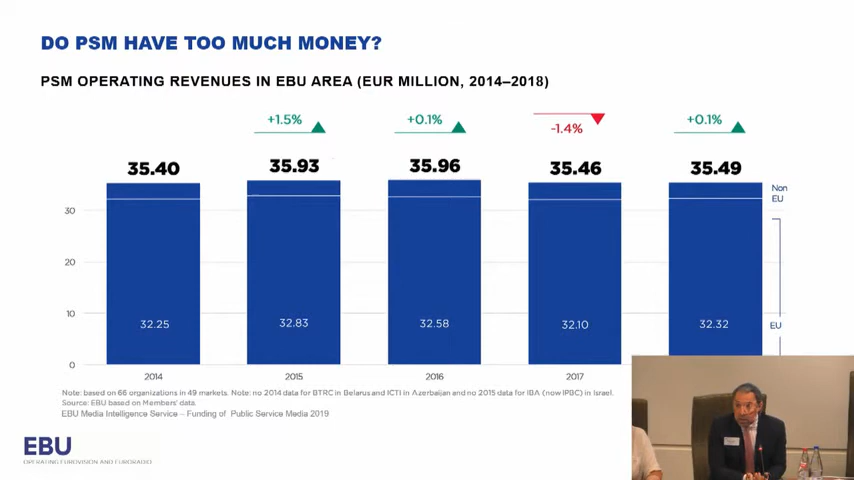 DO PSM HAVE TOO MUCH MONEY?
PSM OPERATING REVENUES IN EBU AREA (EUR MILLION, 2014–2018)
+1.5% +0.1% -1.4% +0.1%
35.40 35.93 35.96 35.46 35.49
Non
EU
30
20
10
32.25 32.83 32.58 32.10 32.32 EU
0
2014 2015 2016 2017
Note: based on 66 organizations in 49 markets. Note: no 2014 data for BTRC in Belarus and ICTI in Azerbaijan and no 2015 data for IBA (now IPBC) in Israel.
Source: EBU based on Members' data.
EBU Media Intelligence Service – Funding of Public Service Media 2019
EBU
OPERATING EUROVISION AND EURORADIO